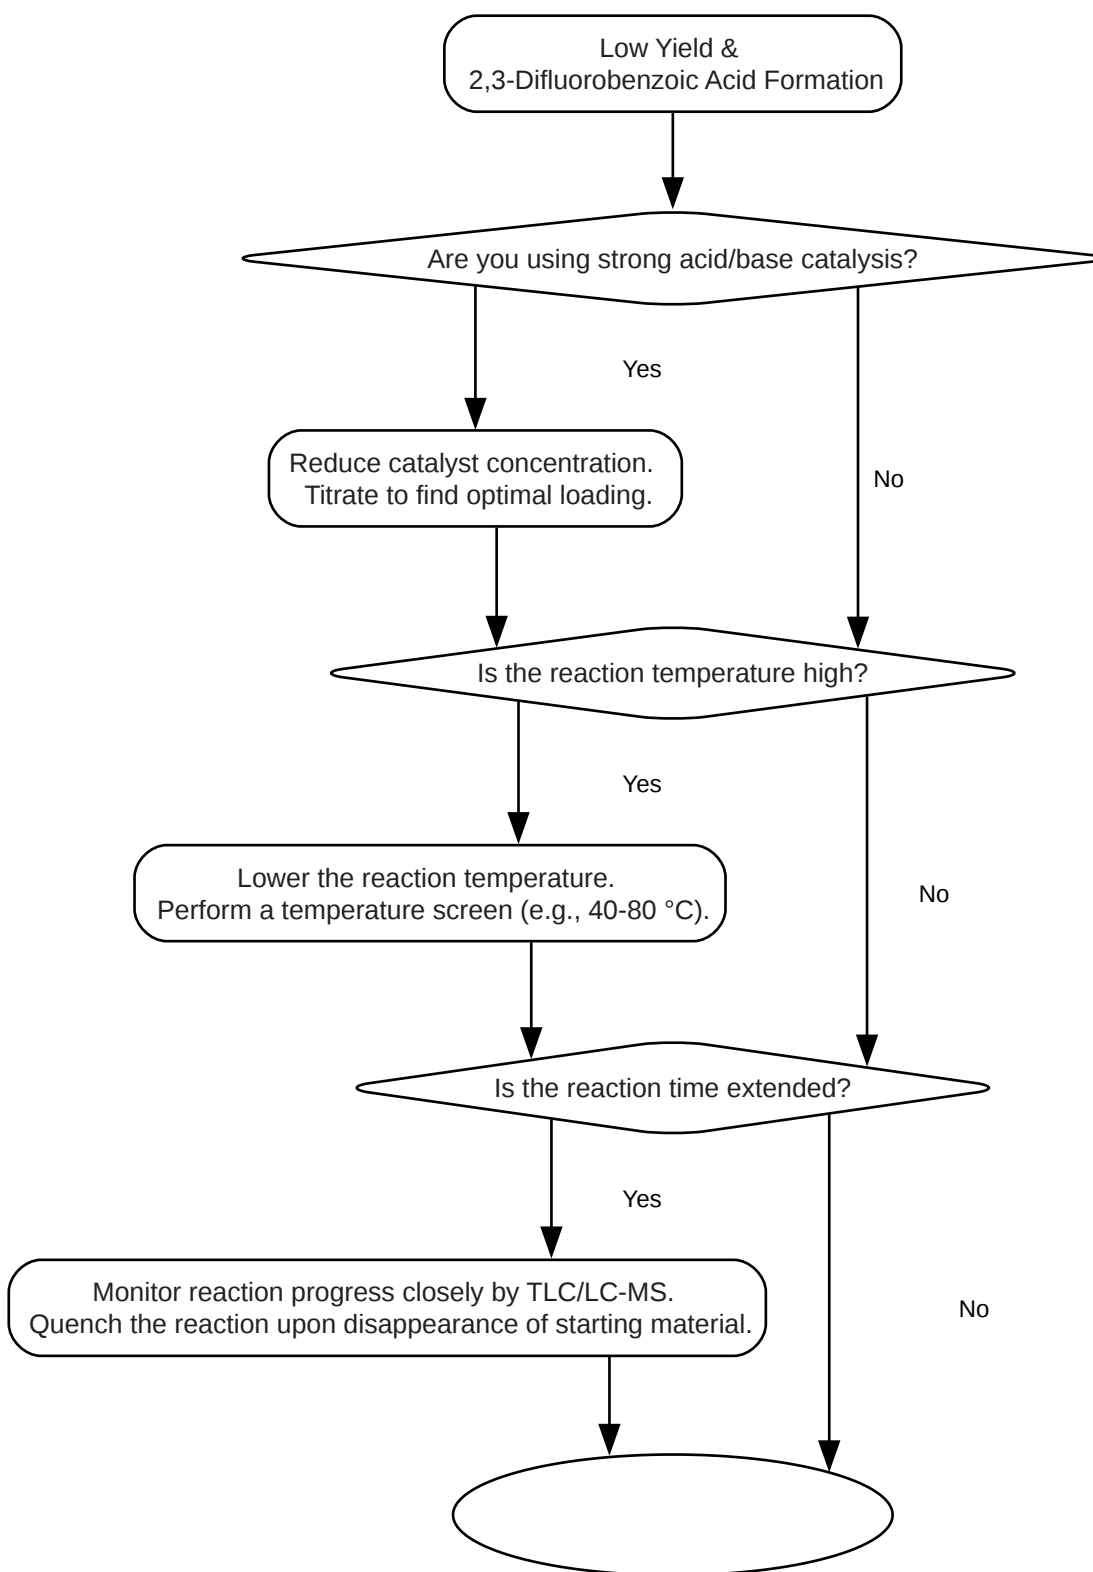 Low Yield &
2,3-Difluorobenzoic Acid Formation
Are you using strong acid/base catalysis?
Yes
Reduce catalyst concentration.
Titrate to find optimal loading.
No
Is the reaction temperature high?
Yes
Lower the reaction temperature.
Perform a temperature screen (e.g., 40-80 °C).
No
Is the reaction time extended?
Yes
Monitor reaction progress closely by TLC/LC-MS.
Quench the reaction upon disappearance of starting material.
No